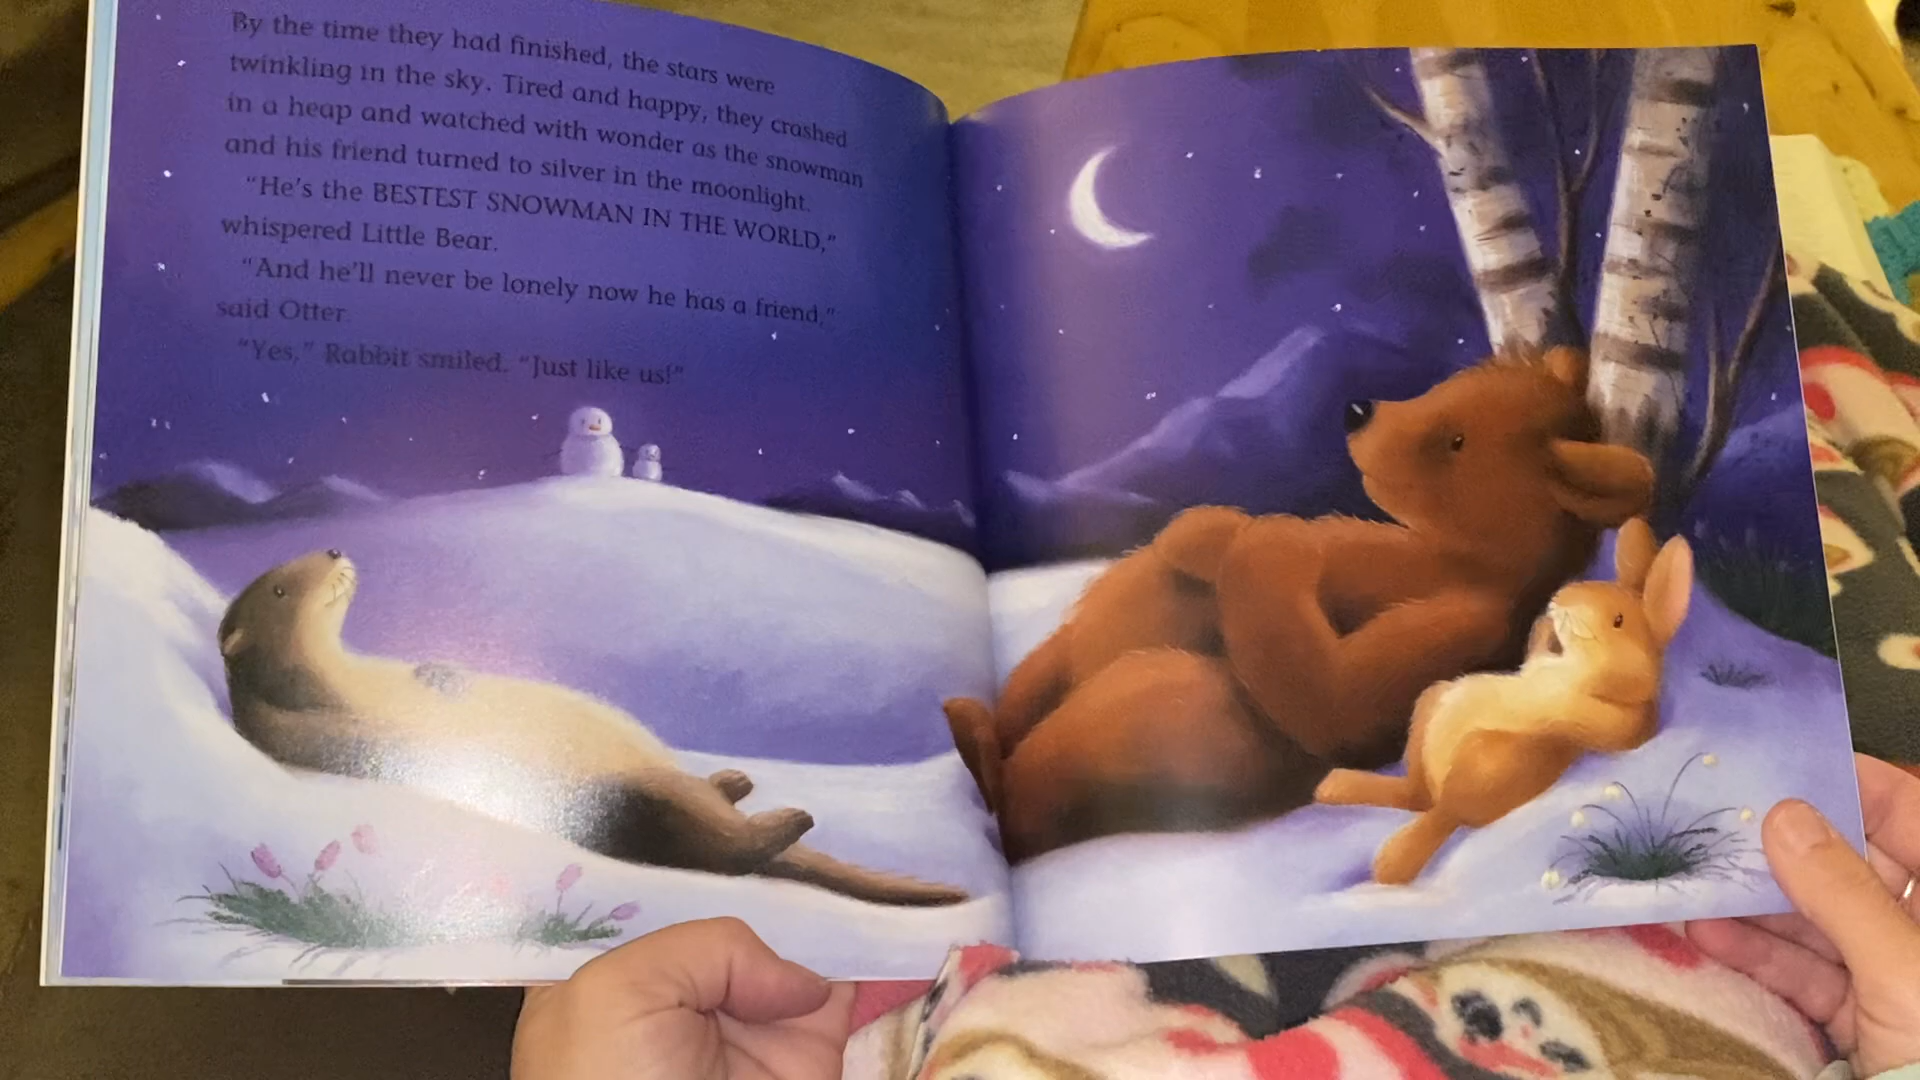 By the time they had finished, the stars were
twinkling in the sky. Tired and happy, they crashed
in a heap and watched with wonder as the snowman
and his friend turned to silver in the moonlight.
“He’s the BESTEST SNOWMAN IN THE WORLD,”
whispered Little Bear.
“And he’ll never be lonely now he has a friend,”
said Otter.
“Yes,” Rabbit smiled. “Just like us!”